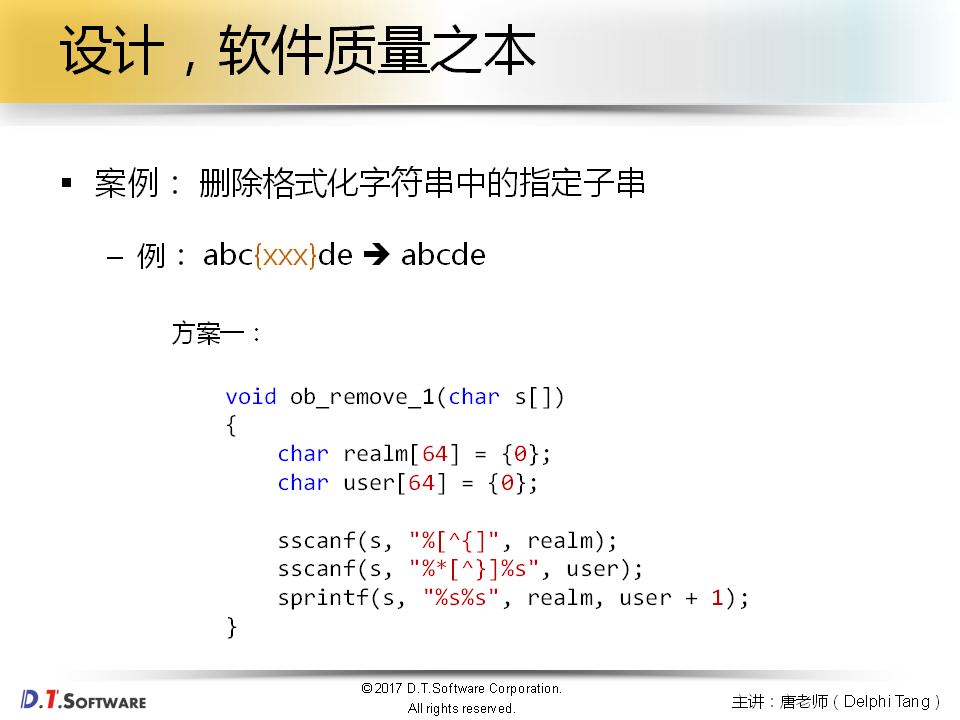 设计，软件质量之本
▪ 案例： 删除格式化字符串中的指定子串
– 例： abc{xxx}de ➔ abcde
方案一：
void ob_remove_1(char s[])
{
    char realm[64] = {0};
    char user[64] = {0};
    sscanf(s, "%[^{]", realm);
    sscanf(s, "%*[^}]%s", user);
    sprintf(s, "%s%s", realm, user + 1);
}
D.T.SOFTWARE
©2017 D.T.Software Corporation.
All rights reserved.
主讲：唐老师（Delphi Tang）